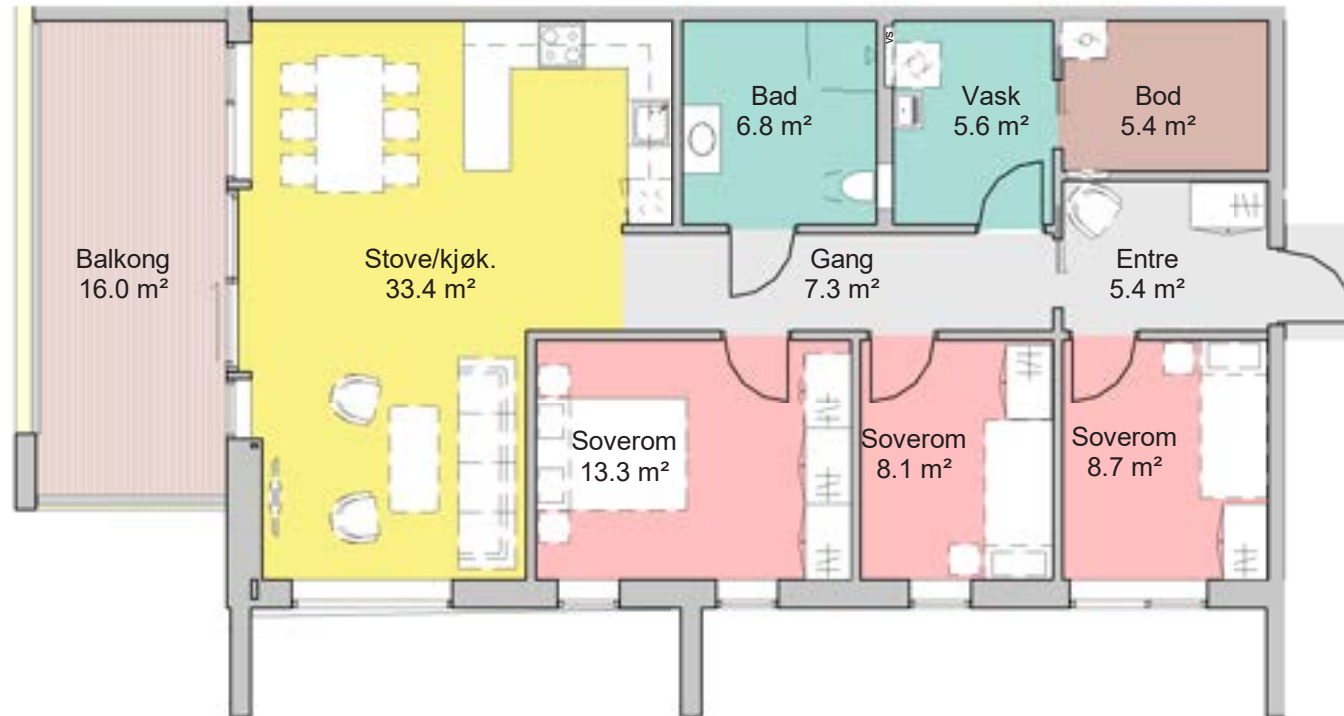 Bad
6.8 m²
vs
Vask
5.6 m²
Bod
5.4 m²
Balkong
16.0 m²
Stove/kjøk.
33.4 m²
Gang
7.3 m²
Entre
5.4 m²
Soverom
13.3 m²
Soverom
8.1 m²
Soverom
8.7 m²